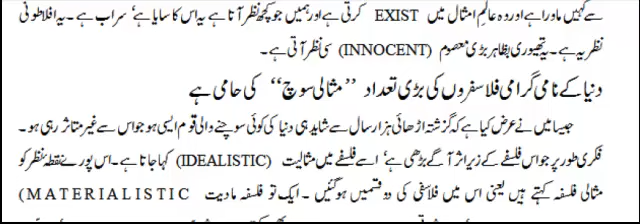 سے کہیں ماورا ہے اور وہ عالمِ امثال میں EXIST کرتی ہے اور ہمیں جو کچھ نظر آتا ہے یہ اس کا سایا ہے‘ سراب ہے۔ یہ افلاطونی
نظریہ ہے۔ یہ تھیوری بظاہر بڑی معصوم (INNOCENT) سی نظر آتی ہے۔
دنیا کے نامی گرامی فلاسفروں کی بڑی تعداد ’’مثالی سوچ‘‘ کی حامی ہے
جیسا میں نے عرض کیا ہے کہ گزشتہ اڑھائی ہزار سال سے شاید ہی دنیا کی کوئی سوچنے والی قوم ایسی ہو جو اس سے غیر متاثر رہی ہو۔
فکری طور پر جو اس فلسفے کے زیر اثر آگے بڑھی ہے‘ اسے فلسفے میں مثالیت (IDEALISTIC) کہا جاتا ہے۔ اس پورے نقطہ نظر کو
مثالی فلسفہ کہتے ہیں یعنی اس میں فلاسفی کی دو قسمیں ہو گئیں۔ ایک تو فلسفہ مادیت MATERIALISTIC)